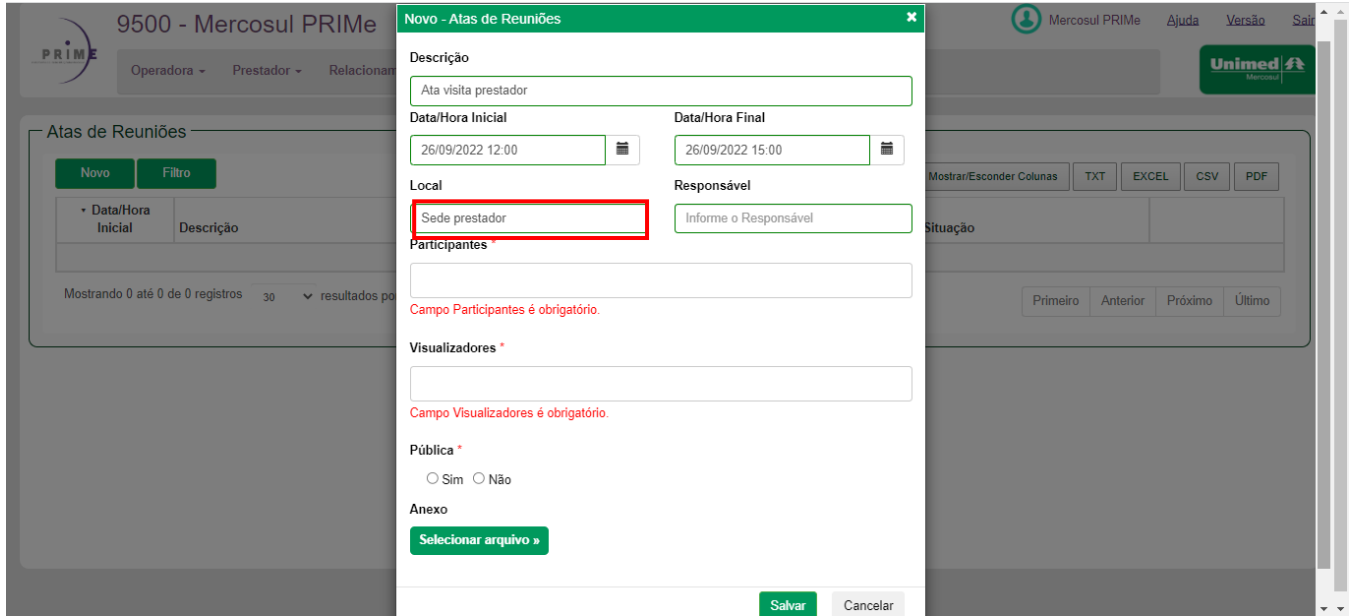 9500 - Mercosul PRIMe
Mercosul PRIMe Ajuda Versão Sair
PRIME
Operadora Prestador
Unimed
Mercosul
Novo - Atas de Reuniões
Descrição
Ata visita prestador
Data/Hora Inicial Data/Hora Final
26/09/2022 12:00 26/09/2022 15:00
Local Responsável
Sede prestador Informe o Responsável
Participantes *
Campo Participantes é obrigatório.
Visualizadores *
Campo Visualizadores é obrigatório.
Pública *
Sim Não
Anexo
Selecionar arquivo »
Salvar Cancelar
Atas de Reuniões
Novo Filtro
Mostrar/Esconder Colunas TXT EXCEL CSV PDF
Data/Hora
Inicial Descrição Situação
Mostrando 0 até 0 de 0 registros 30 resultados
Primeiro Anterior Próximo Último